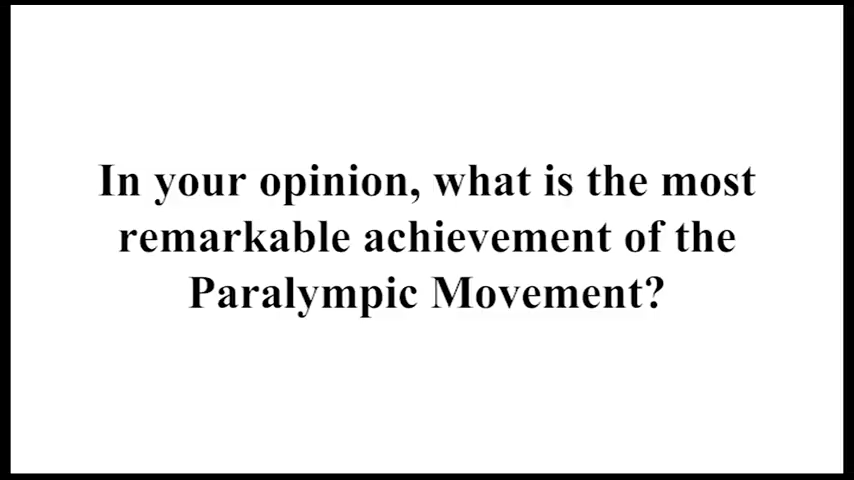 In your opinion, what is the most
remarkable achievement of the
Paralympic Movement?